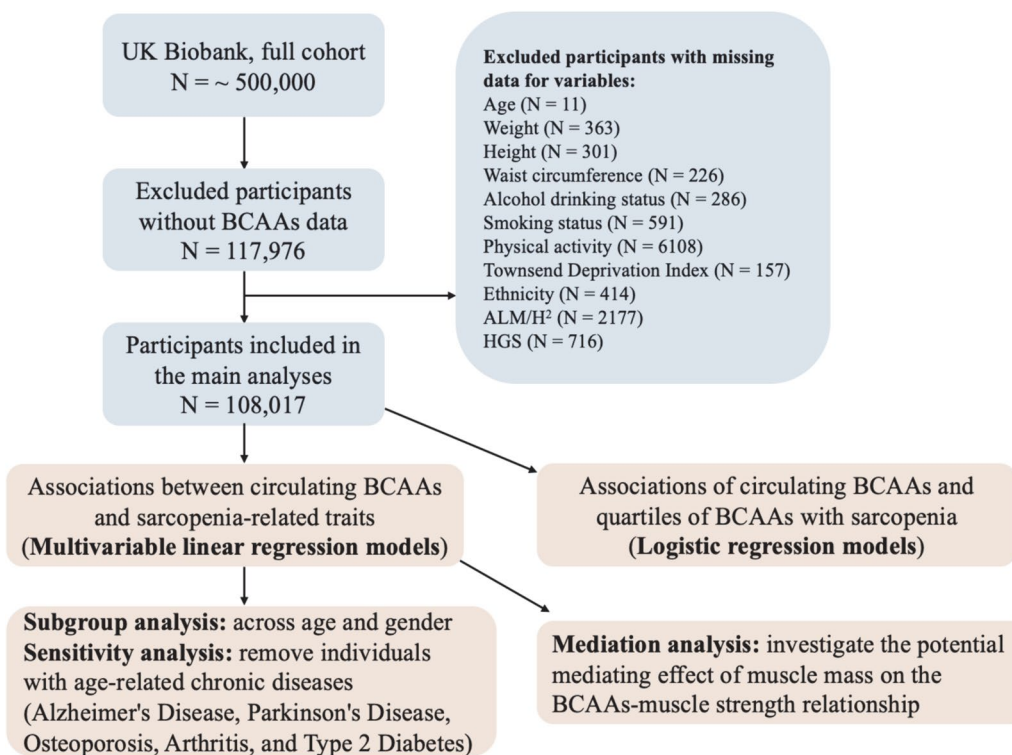 UK Biobank, full cohort
N = ~ 500,000
Excluded participants with missing
data for variables:
Age (N = 11)
Weight (N = 363)
Height (N = 301)
Waist circumference (N = 226)
Alcohol drinking status (N = 286)
Smoking status (N = 591)
Physical activity (N = 6108)
Townsend Deprivation Index (N = 157)
Ethnicity (N = 414)
ALM/H² (N = 2177)
HGS (N = 716)
Excluded participants
without BCAAs data
N = 117,976
Participants included in
the main analyses
N = 108,017
Associations between circulating BCAAs
and sarcopenia-related traits
(Multivariable linear regression models)
Associations of circulating BCAAs and
quartiles of BCAAs with sarcopenia
(Logistic regression models)
Subgroup analysis: across age and gender
Sensitivity analysis: remove individuals
with age-related chronic diseases
(Alzheimer's Disease, Parkinson's Disease,
Osteoporosis, Arthritis, and Type 2 Diabetes)
Mediation analysis: investigate the potential
mediating effect of muscle mass on the
BCAAs-muscle strength relationship